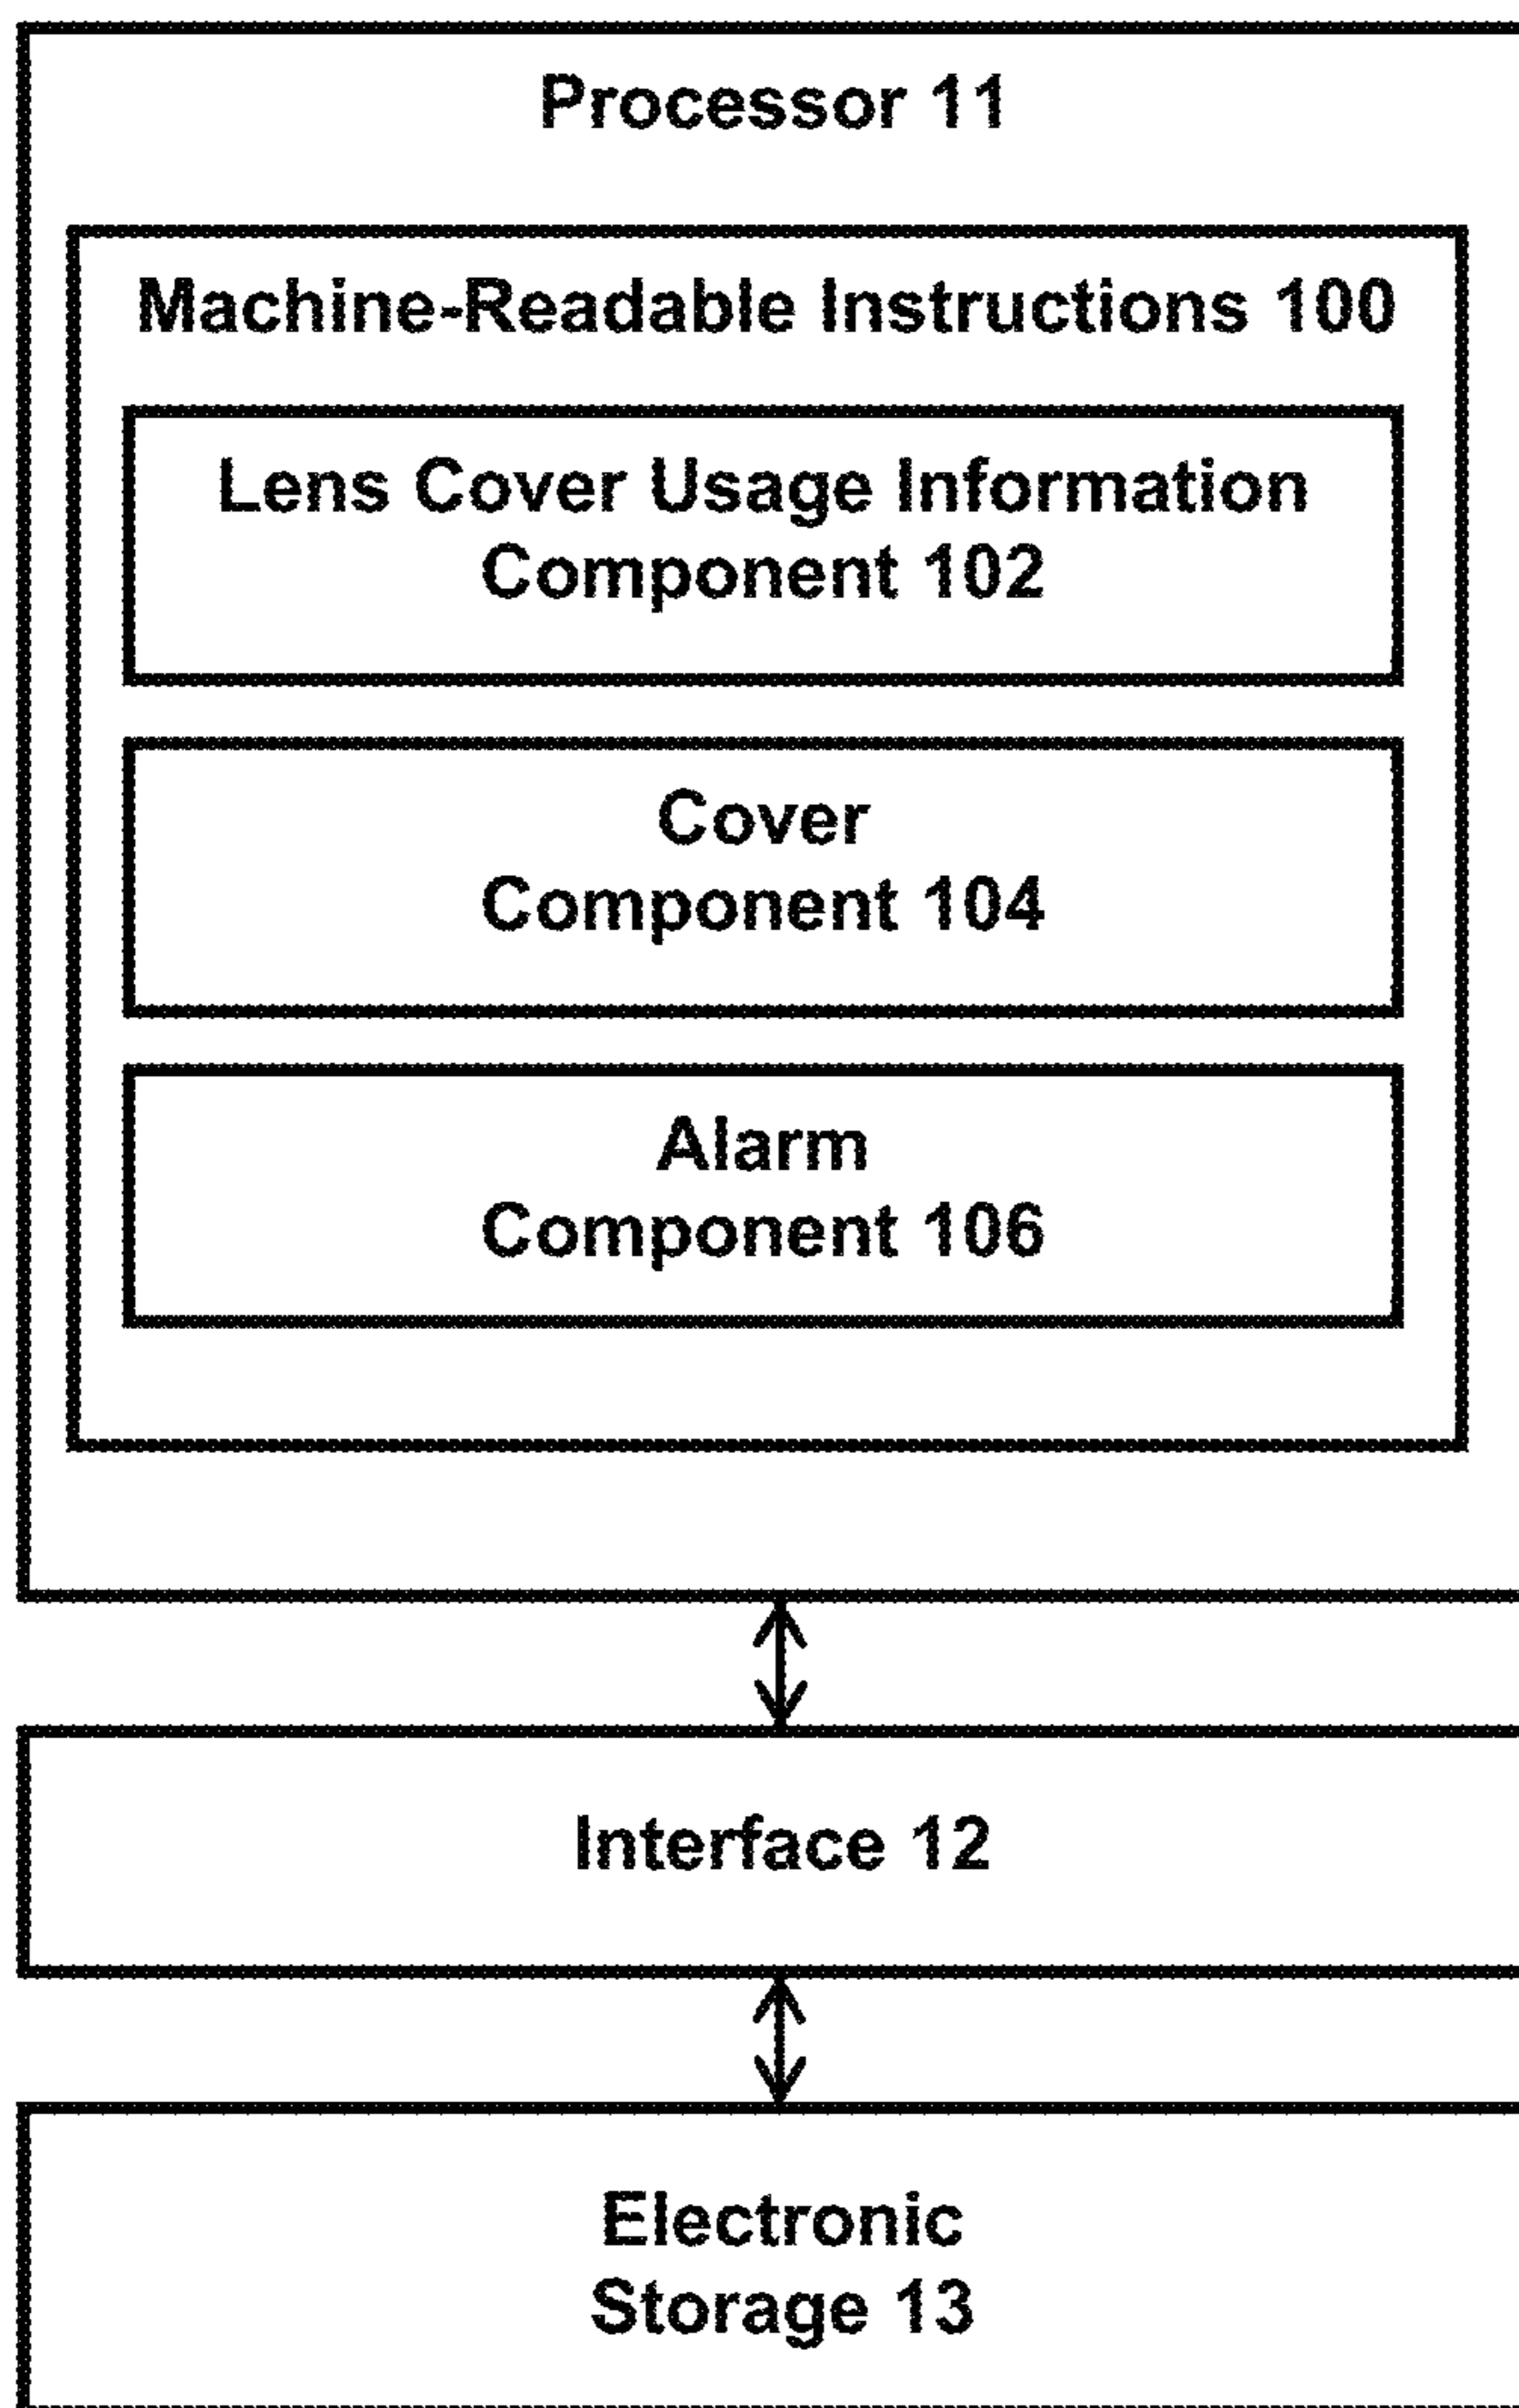 Processor 11
Machine-Readable Instructions 100
Lens Cover Usage Information
Component 102
Cover
Component 104
Alarm
Component 106
Interface 12
Electronic
Storage 13